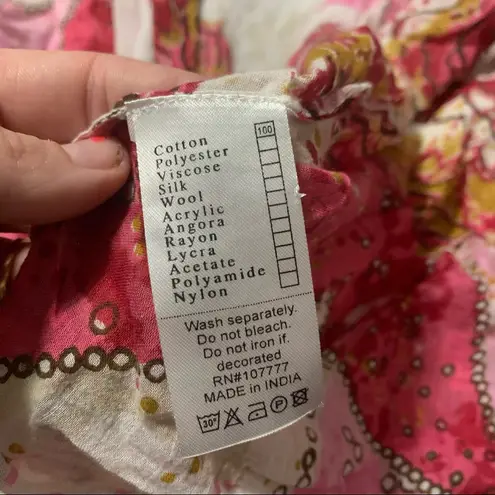 Cotton 100
Polyester
Viscose
Silk
Wool
Acrylic
Angora
Rayon
Lycra
Acetate
Polyamide
Nylon
Wash separately.
Do not bleach.
Do not iron if.
decorated
RN#107777
MADE IN INDIA
30°
P